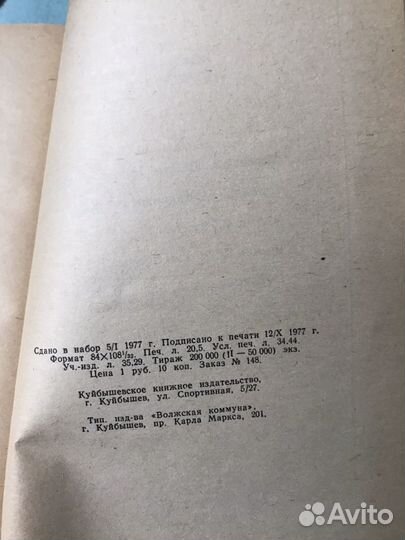 Сдано в набор 5/I 1977 г. Подписано к печати 12/X 1977 г.
Формат 84×108¹/₃₂. Печ. л. 20,5. Усл. печ. л. 34.44.
Уч.-изд. л. 35.29. Тираж 200 000 (II — 50 000) экз.
Цена 1 руб. 10 коп. Заказ № 148.
Куйбышевское книжное издательство,
г. Куйбышев, ул. Спортивная, 5/27.
Тип. изд-ва «Волжская коммуна»,
г. Куйбышев, пр. Карла Маркса, 201.
Avito